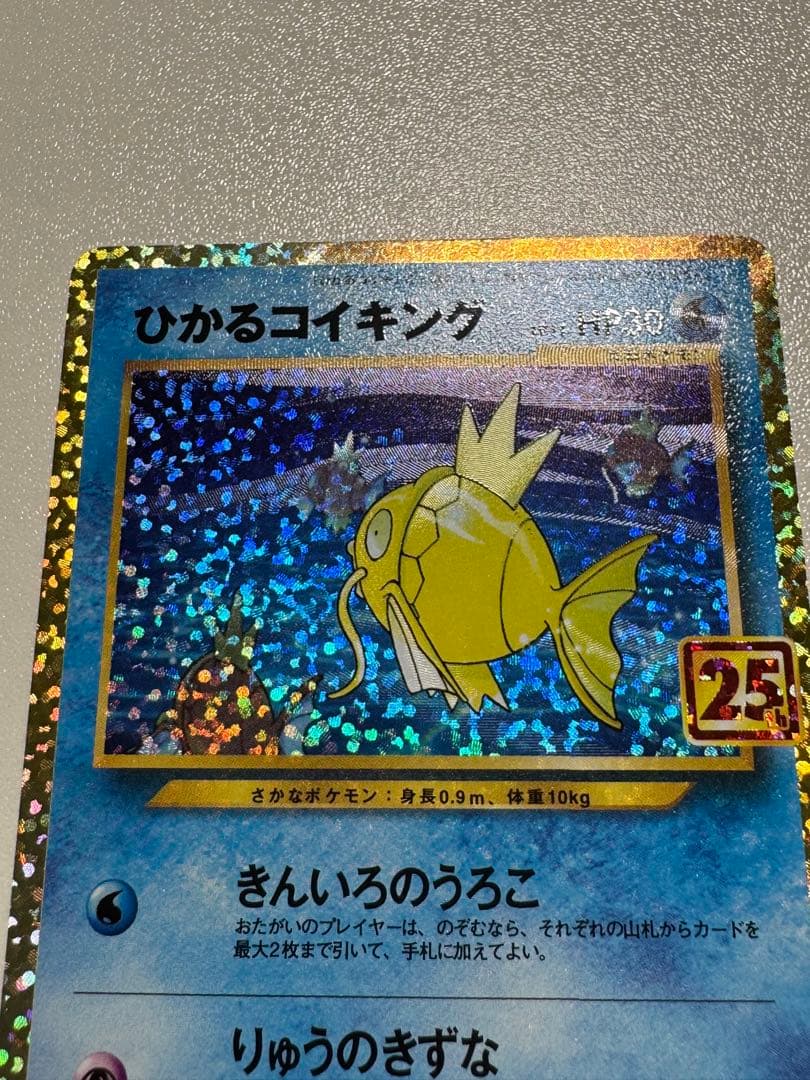 ひかるコイキング HP30
25th
さかなポケモン：身長0.9m、体重10kg
きんいろのうろこ
おたがいのプレイヤーは、のぞむなら、それぞれの山札からカードを
最大2枚まで引いて、手札に加えてよい。
りゅうのきずな